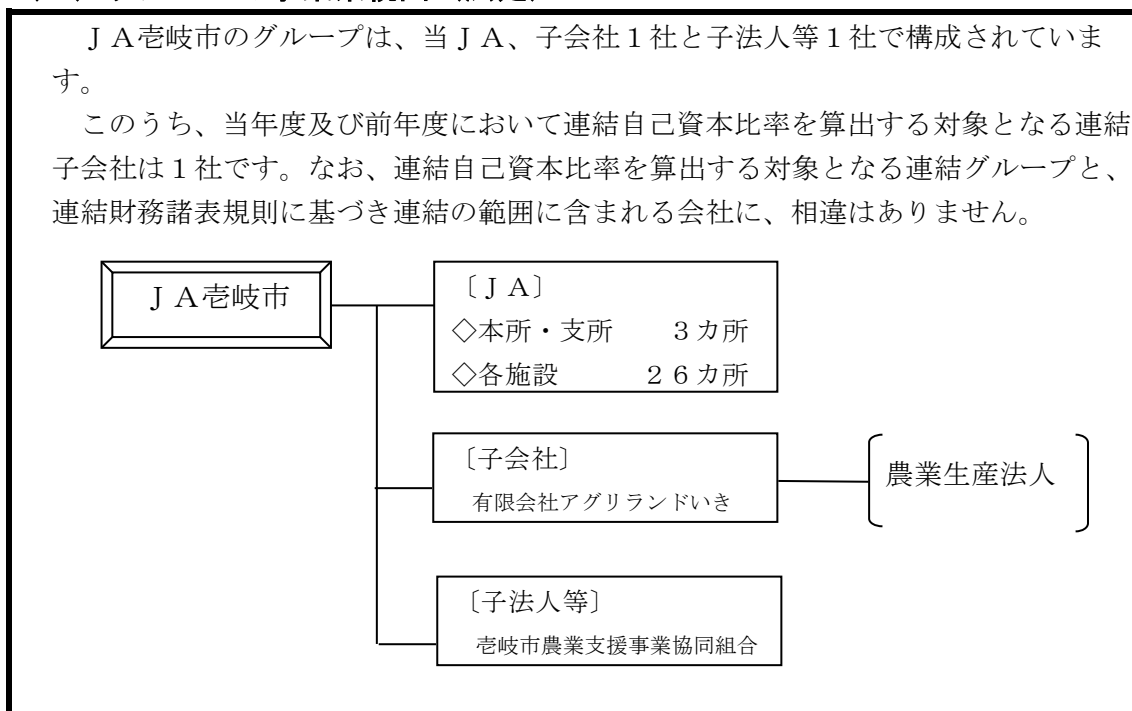 ＪＡ壱岐市のグループは、当ＪＡ、子会社１社と子法人等１社で構成されていま
す。
このうち、当年度及び前年度において連結自己資本比率を算出する対象となる連結
子会社は１社です。なお、連結自己資本比率を算出する対象となる連結グループと、
連結財務諸表規則に基づき連結の範囲に含まれる会社に、相違はありません。
ＪＡ壱岐市
〔ＪＡ〕
◇本所・支所　　３カ所
◇各施設　　　２６カ所
〔子会社〕
有限会社アグリランドいき
農業生産法人
〔子法人等〕
壱岐市農業支援事業協同組合